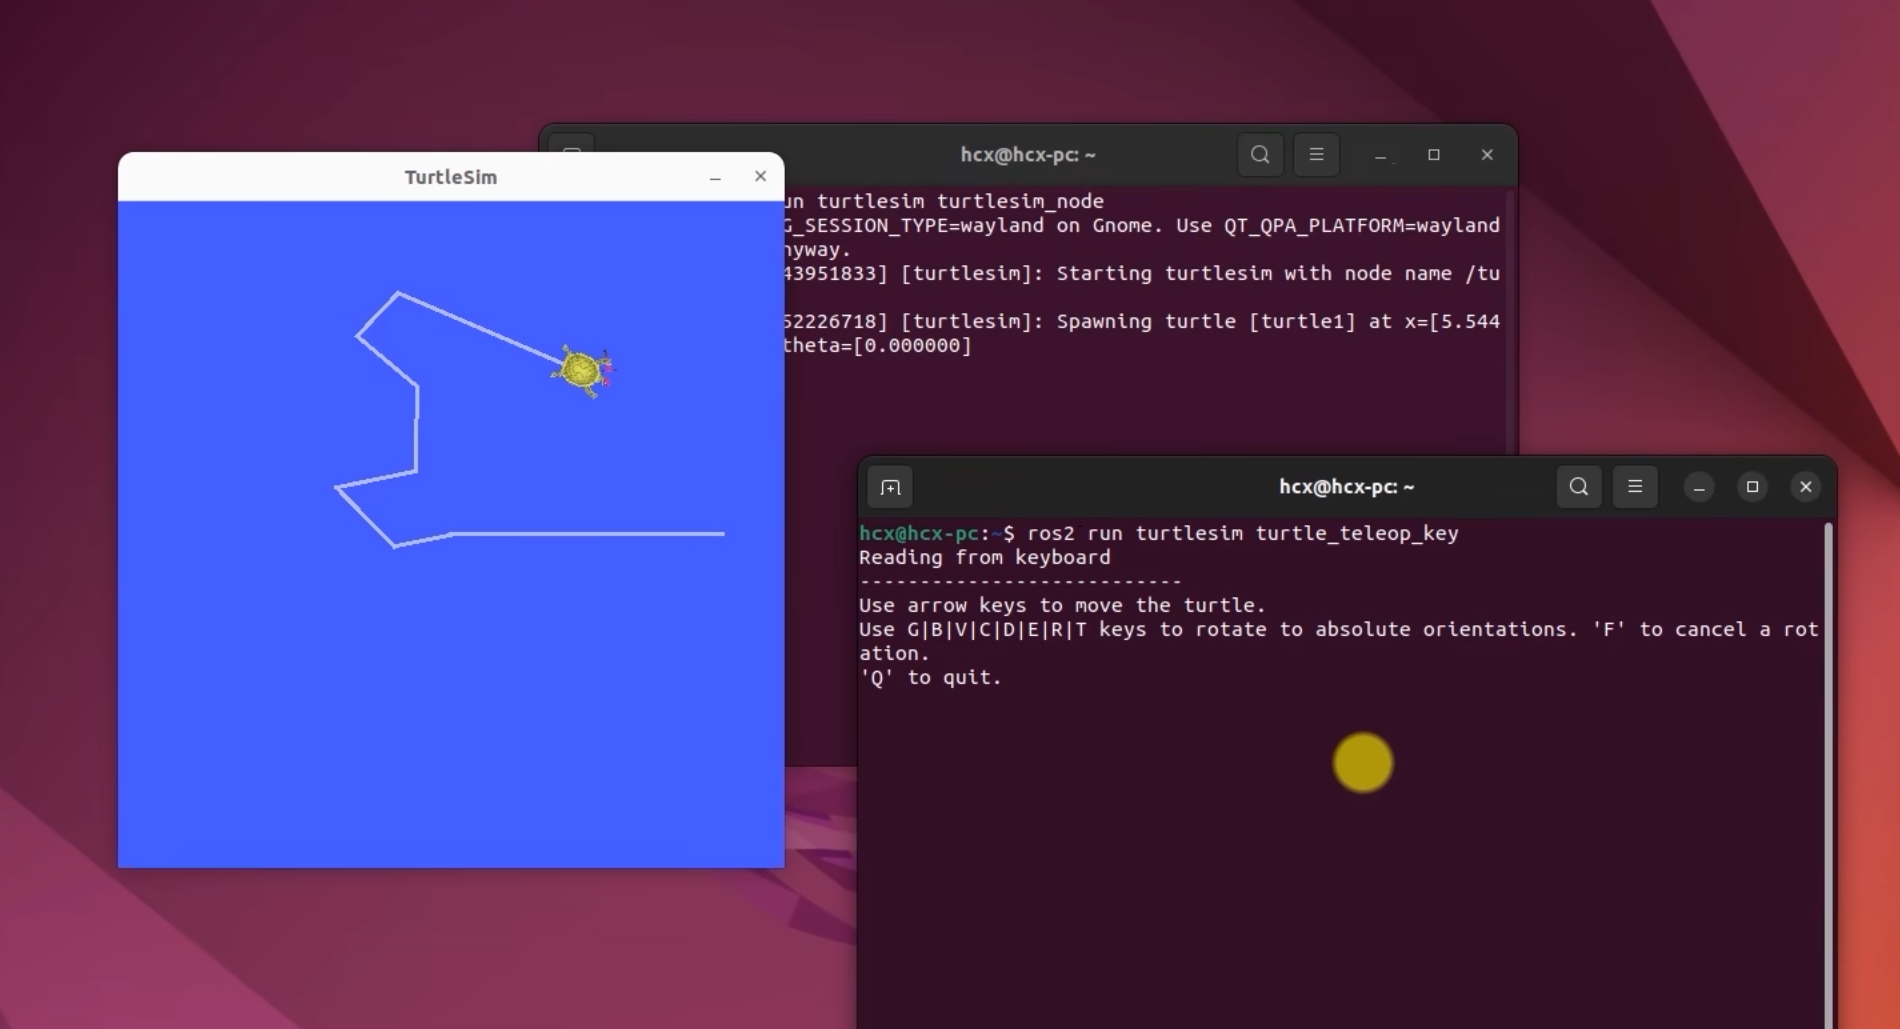 TurtleSim
hcx@hcx-pc: ~
un turtlesim turtlesim_node
G_SESSION_TYPE=wayland on Gnome. Use QT_QPA_PLATFORM=wayland
nyway.
43951833] [turtlesim]: Starting turtlesim with node name /tu
52226718] [turtlesim]: Spawning turtle [turtle1] at x=[5.544
theta=[0.000000]
hcx@hcx-pc: ~
hcx@hcx-pc:~$ ros2 run turtlesim turtle_teleop_key
Reading from keyboard
---------------------------
Use arrow keys to move the turtle.
Use G|B|V|C|D|E|R|T keys to rotate to absolute orientations. 'F' to cancel a rot
ation.
'Q' to quit.